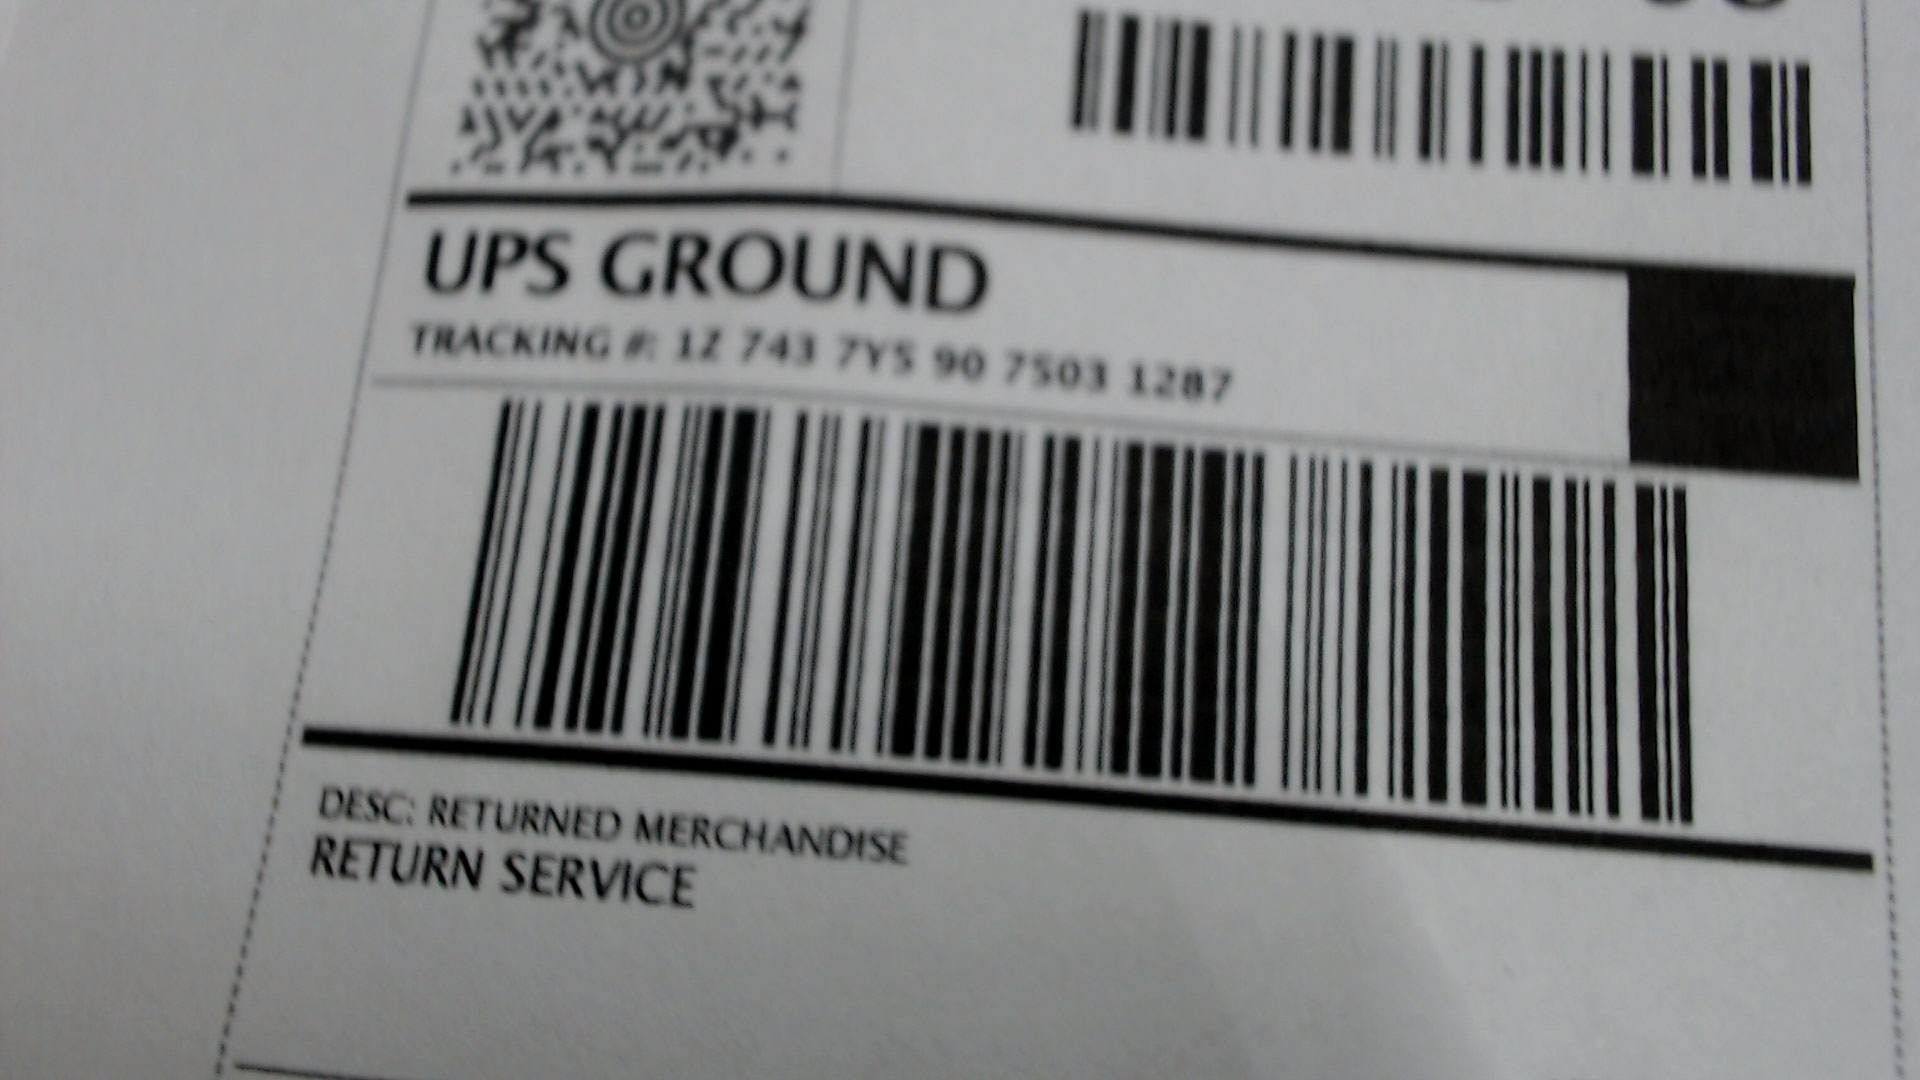 UPS GROUND
TRACKING #: 1Z 743 7Y5 90 7503 1287
DESC: RETURNED MERCHANDISE
RETURN SERVICE